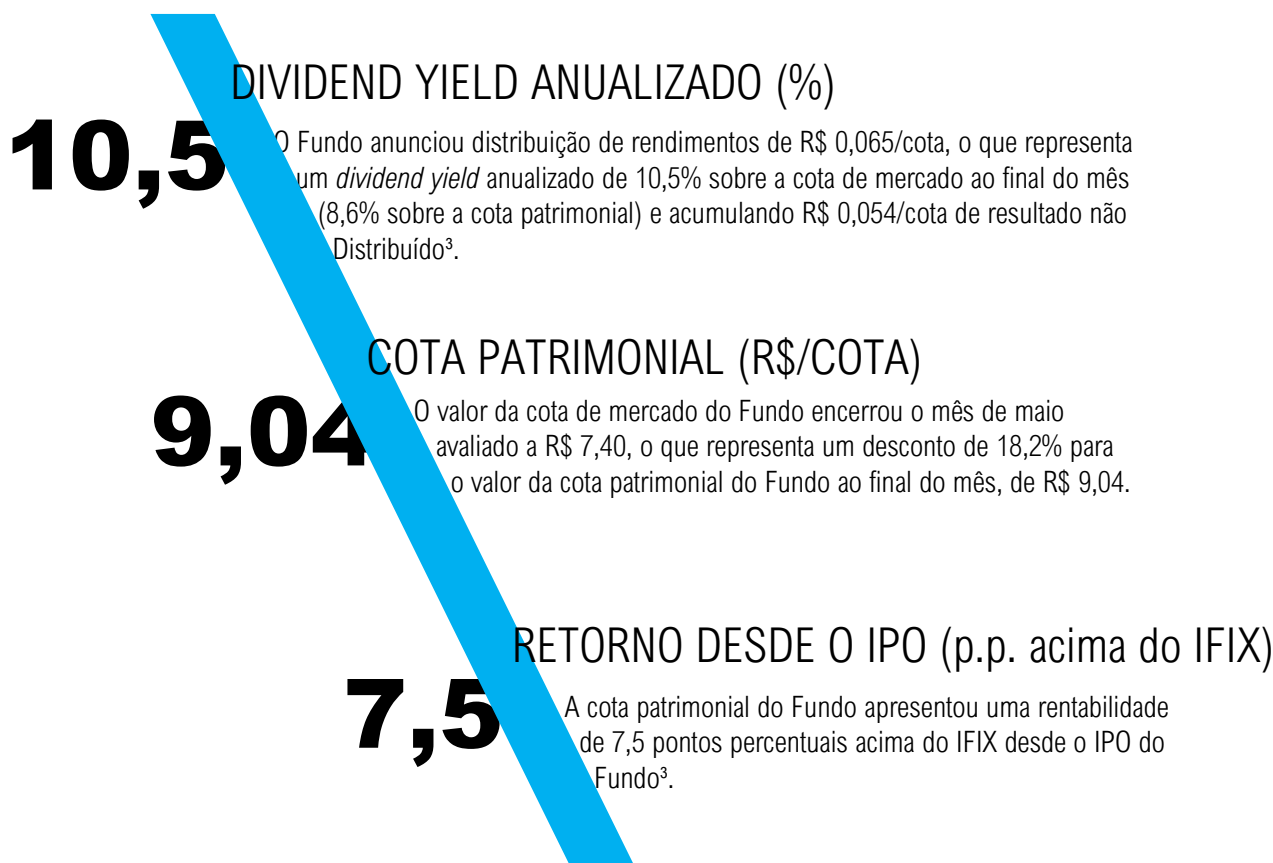 DIVIDEND YIELD ANUALIZADO (%)
10,5
O Fundo anunciou distribuição de rendimentos de R$ 0,065/cota, o que representa
um dividend yield anualizado de 10,5% sobre a cota de mercado ao final do mês
(8,6% sobre a cota patrimonial) e acumulando R$ 0,054/cota de resultado não
Distribuído³.
COTA PATRIMONIAL (R$/COTA)
9,04
O valor da cota de mercado do Fundo encerrou o mês de maio
avaliado a R$ 7,40, o que representa um desconto de 18,2% para
o valor da cota patrimonial do Fundo ao final do mês, de R$ 9,04.
RETORNO DESDE O IPO (p.p. acima do IFIX)
7,5
A cota patrimonial do Fundo apresentou uma rentabilidade
de 7,5 pontos percentuais acima do IFIX desde o IPO do
Fundo³.